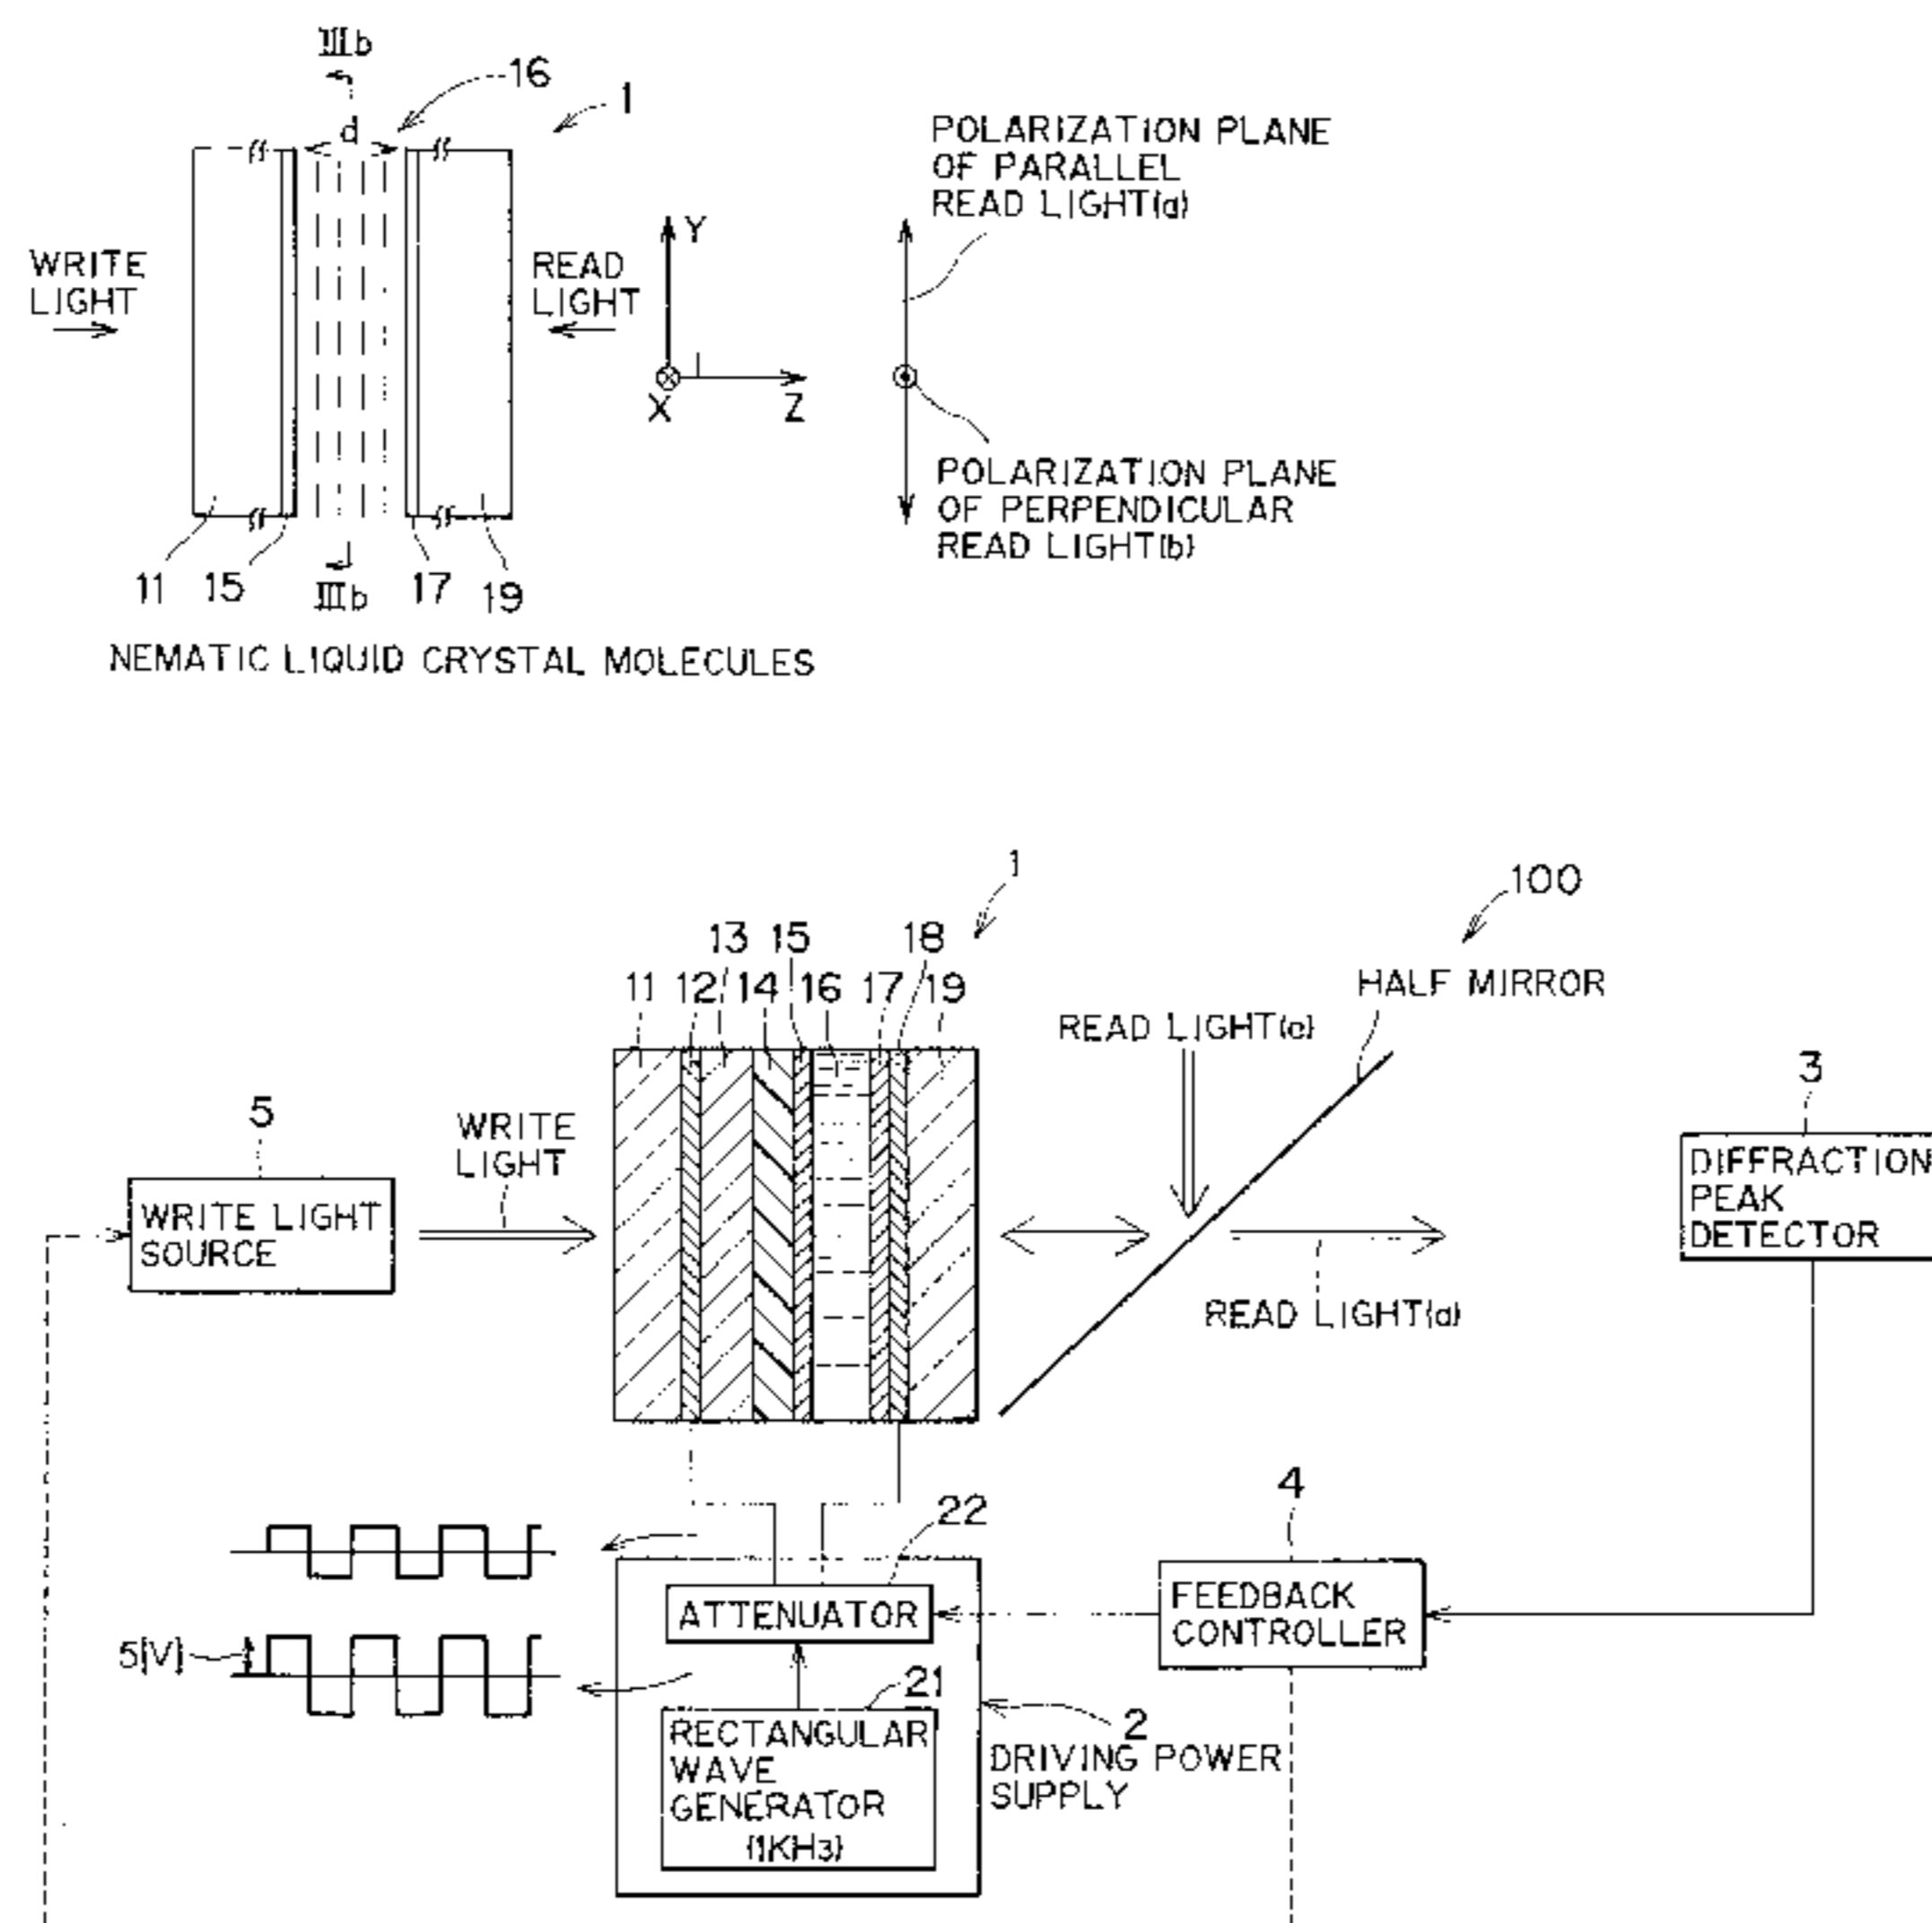 IIIb
16
1
d
POLARIZATION PLANE
OF PARALLEL
READ LIGHT(a)
Y
WRITE
LIGHT
READ
LIGHT
X
Z
POLARIZATION PLANE
OF PERPENDICULAR
READ LIGHT(b)
11 15 IIIb 17 19
NEMATIC LIQUID CRYSTAL MOLECULES
1
100
13 15 18
11 12 14 16 17 19
HALF MIRROR
READ LIGHT(c)
3
5
WRITE
LIGHT
DIFFRACTION
PEAK
DETECTOR
WRITE LIGHT
SOURCE
READ LIGHT(d)
4
22
ATTENUATOR
FEEDBACK
CONTROLLER
5[V]
21
2
RECTANGULAR
WAVE
GENERATOR
(1KH3)
DRIVING POWER
SUPPLY